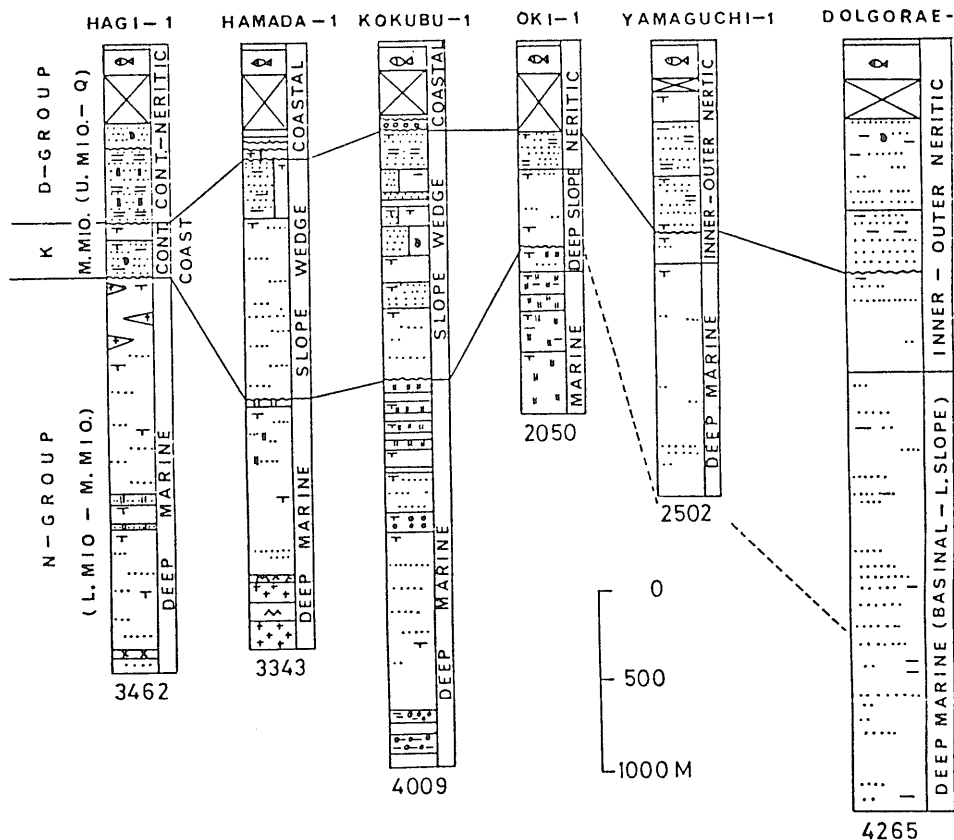 HAGI-1
HAMADA-1
KOKUBU-1
OKI-1
YAMAGUCHI-1
DOLGORAE-
D-GROUP
(U. MIO.-Q)
K
M. MIO.
N-GROUP
(L. MIO - M. MIO.)
CONT-NERITIC
CONT
COAST
DEEP MARINE
COASTAL
SLOPE WEDGE
DEEP MARINE
COASTAL
SLOPE WEDGE
DEEP MARINE
NERITIC
DEEP SLOPE
MARINE
INNER-OUTER NERTIC
DEEP MARINE
INNER-OUTER NERITIC
DEEP MARINE (BASINAL-L.SLOPE)
3462
3343
4009
2050
2502
4265
0
500
1000 M